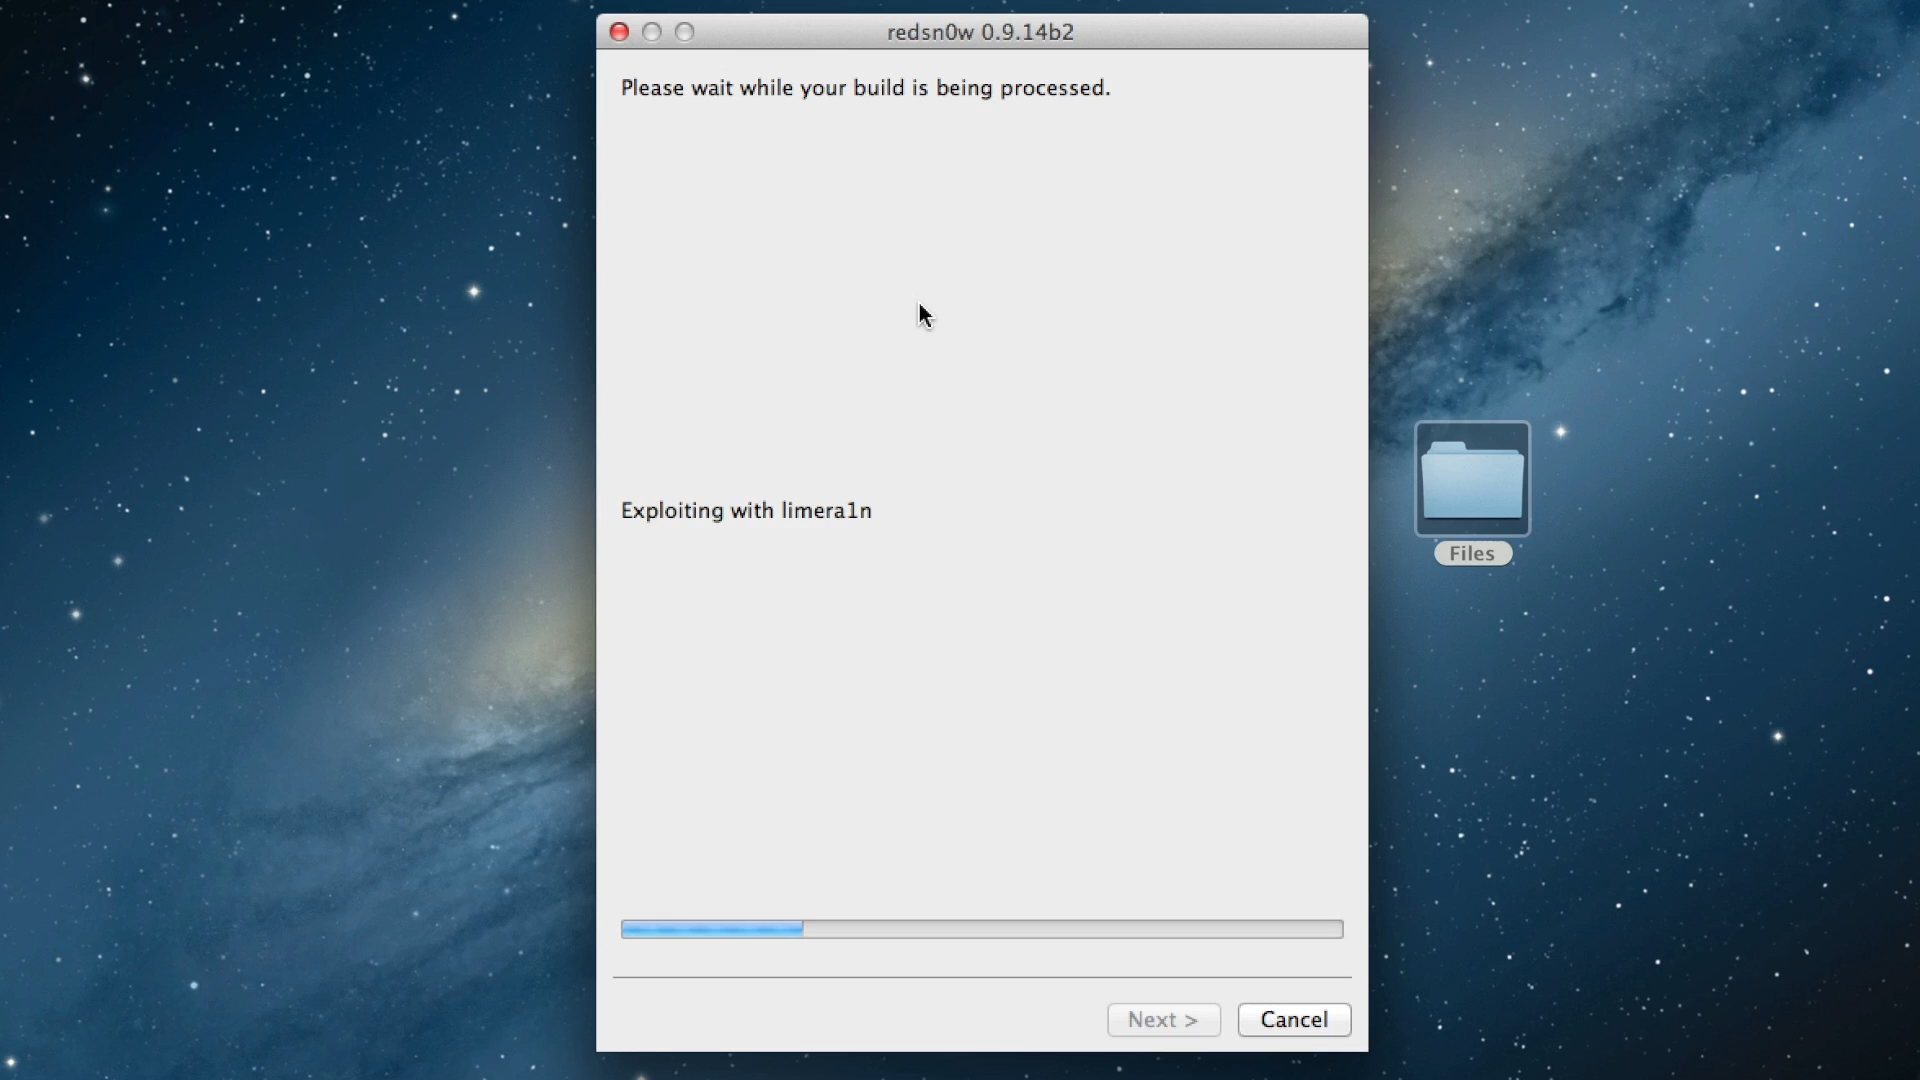 redsn0w 0.9.14b2
Please wait while your build is being processed.
Exploiting with limera1n
Files
Next >
Cancel